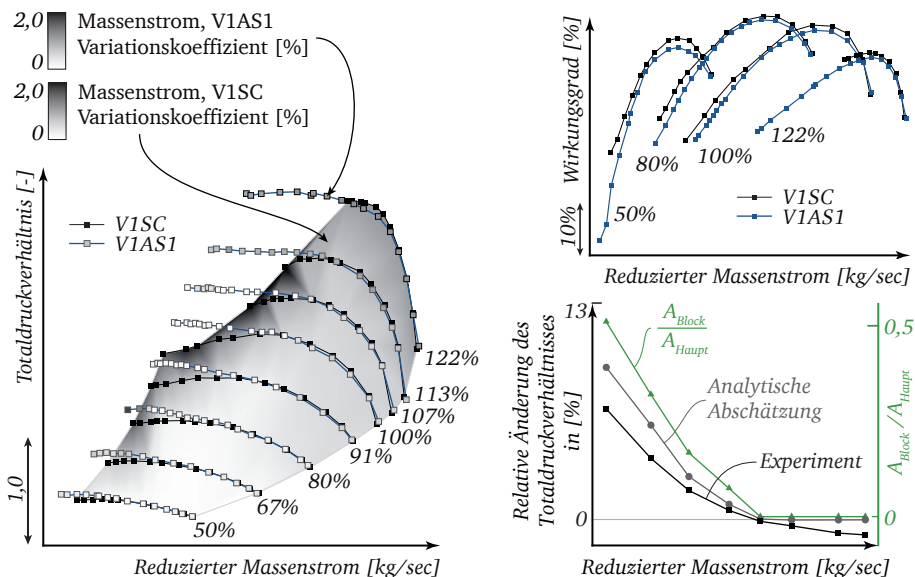 2,0
0
Massenstrom, V1AS1
Variationskoeffizient [%]
2,0
0
Massenstrom, V1SC
Variationskoeffizient [%]
Totaldruckverhältnis [-]
1,0
V1SC
V1AS1
122%
113%
107%
100%
91%
80%
67%
50%
Reduzierter Massenstrom [kg/sec]
Wirkungsgrad [%]
10%
50%
80%
100%
122%
V1SC
V1AS1
Reduzierter Massenstrom [kg/sec]
Relative Änderung des
Totaldruckverhältnisses
in [%]
13
0
A_Block
A_Haupt
Analytische
Abschätzung
Experiment
0,5
0
A_Block / A_Haupt
Reduzierter Massenstrom [kg/sec]